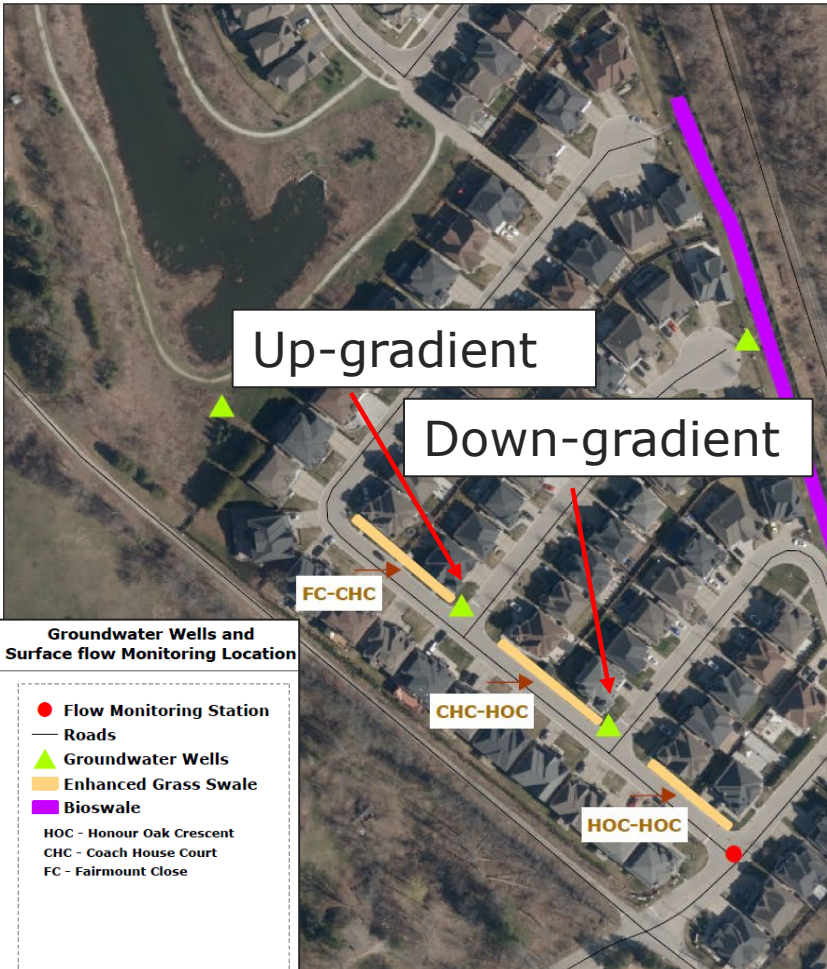 Up-gradient
Down-gradient
FC-CHC
CHC-HOC
HOC-HOC
Groundwater Wells and
Surface flow Monitoring Location
Flow Monitoring Station
Roads
Groundwater Wells
Enhanced Grass Swale
Bioswale
HOC - Honour Oak Crescent
CHC - Coach House Court
FC - Fairmount Close